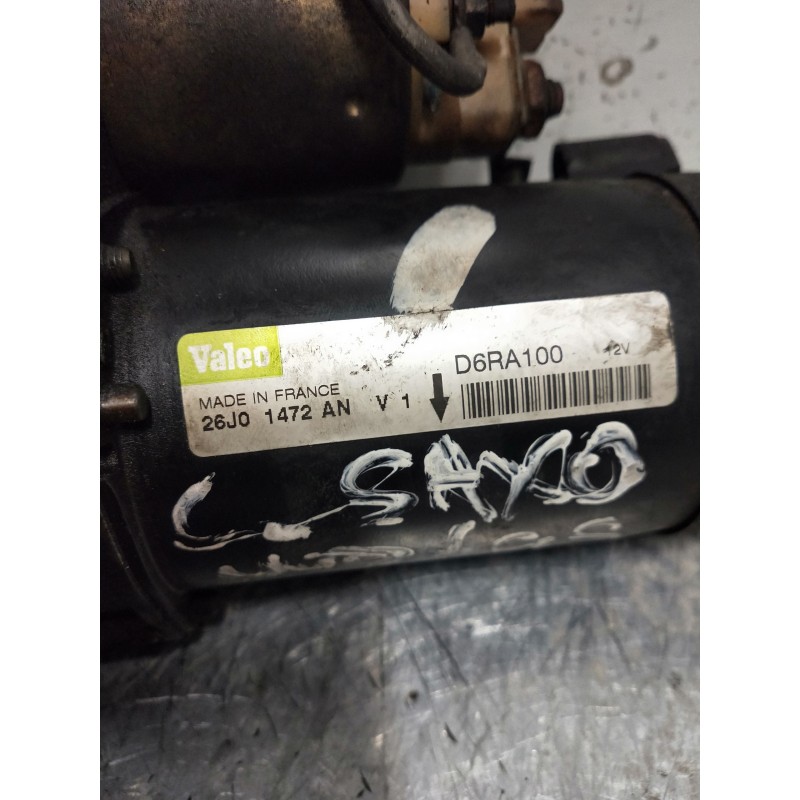 Valeo
D6RA100 12V
MADE IN FRANCE
26J0 1472 AN V 1
C. SAXO